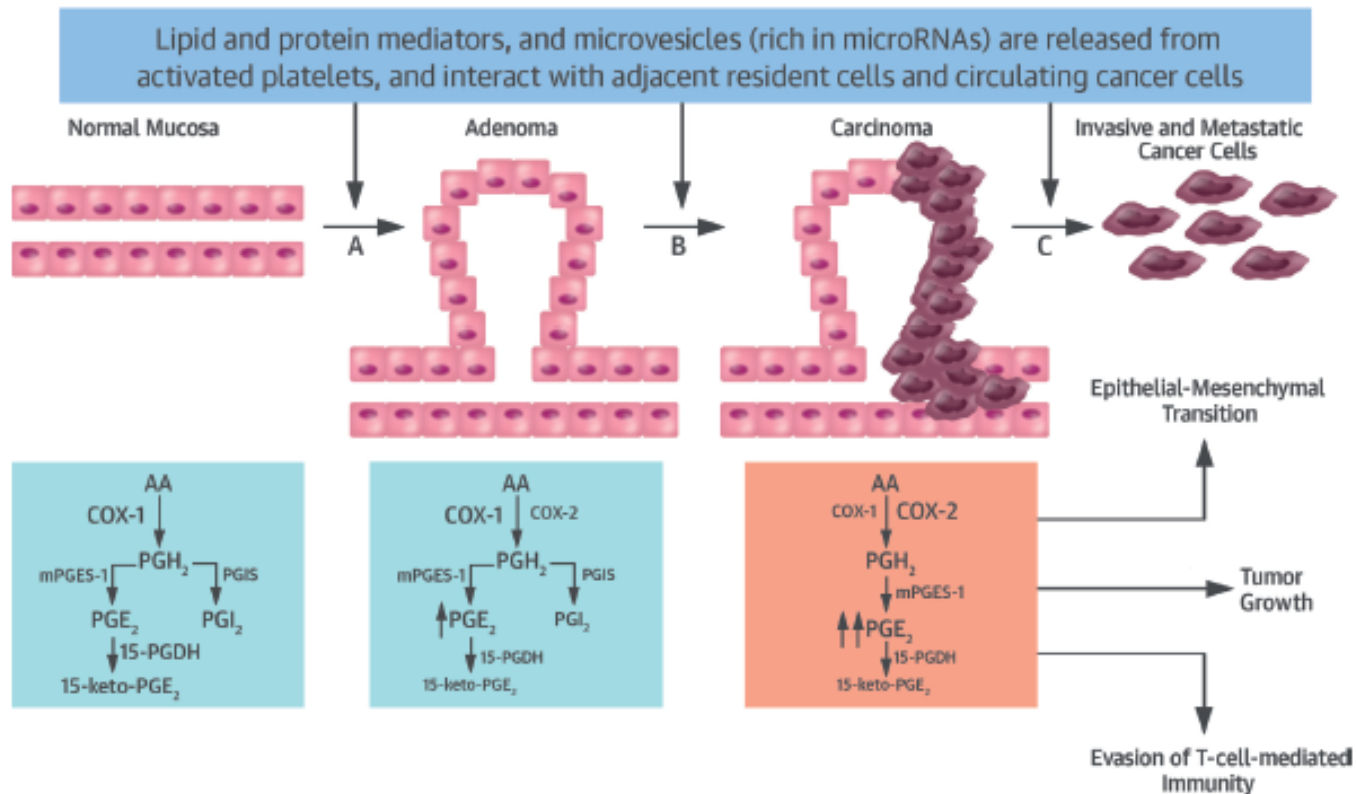 Lipid and protein mediators, and microvesicles (rich in microRNAs) are released from
activated platelets, and interact with adjacent resident cells and circulating cancer cells
Normal Mucosa
Adenoma
Carcinoma
Invasive and Metastatic
Cancer Cells
A
B
C
Epithelial-Mesenchymal
Transition
Tumor
Growth
Evasion of T-cell-mediated
Immunity
AA
COX-1
PGH₂
mPGES-1
PGIS
PGE₂
PGI₂
15-PGDH
15-keto-PGE₂
AA
COX-1
COX-2
PGH₂
mPGES-1
PGIS
PGE₂
PGI₂
15-PGDH
15-keto-PGE₂
AA
COX-1
COX-2
PGH₂
mPGES-1
PGE₂
15-PGDH
15-keto-PGE₂